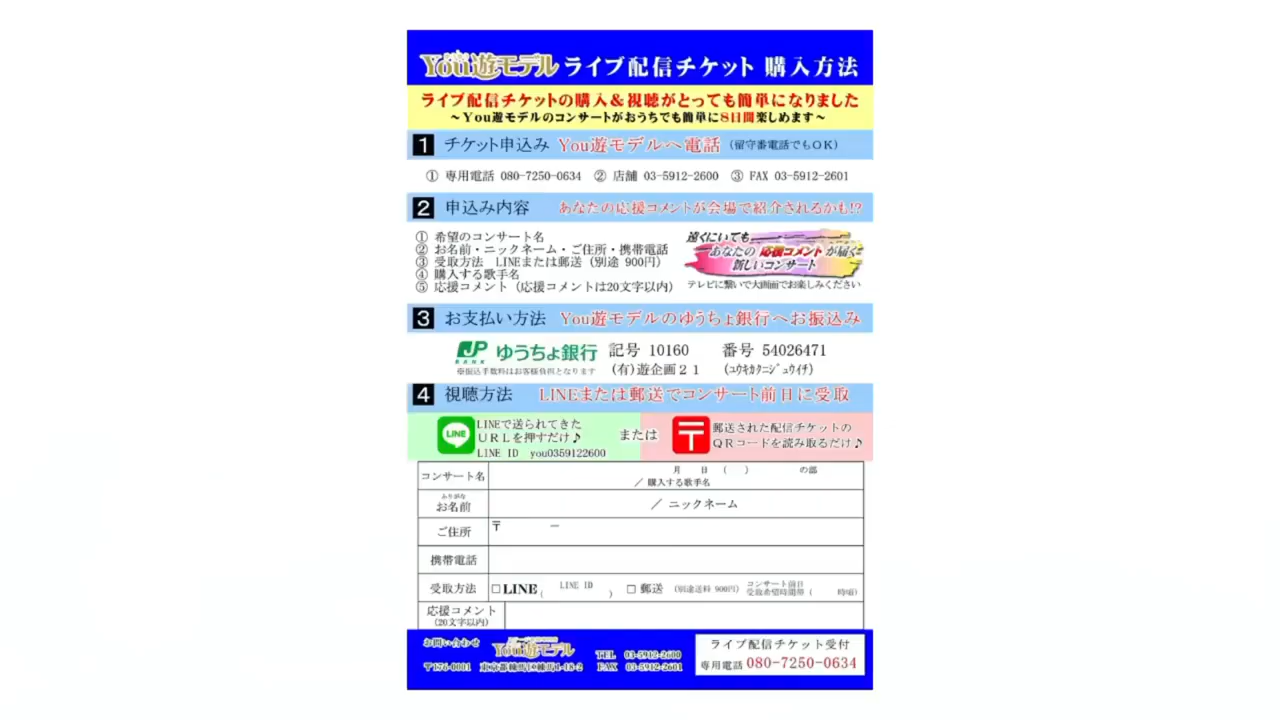 You遊モデル ライブ配信チケット 購入方法
ライブ配信チケットの購入＆視聴がとっても簡単になりました
～You遊モデルのコンサートがおうちでも簡単に8日間楽しめます～
1 チケット申込み You遊モデルへ電話 (留守番電話でもOK)
① 専用電話 080-7250-0634 ② 店舗 03-5912-2600 ③ FAX 03-5912-2601
2 申込み内容 あなたの応援コメントが会場で紹介されるかも!?
① 希望のコンサート名
② お名前・ニックネーム・ご住所・携帯電話
③ 受取方法 LINEまたは郵送（別途 900円）
④ 購入する歌手名
⑤ 応援コメント（応援コメントは20文字以内）
遠くにいても
あなたの 応援コメント が届く
新しいコンサート
テレビに繋いで大画面でお楽しみください
3 お支払い方法 You遊モデルのゆうちょ銀行へお振込み
JP BANK ゆうちょ銀行 記号 10160 番号 54026471
※振込手数料はお客様負担となります (有)遊企画２１ (ﾕｳｷｶｸﾆｼﾞｭｳｲﾁ)
4 視聴方法 LINEまたは郵送でコンサート前日に受取
LINE
LINEで送られてきた
ＵＲＬを押すだけ♪
LINE ID you0359122600
または
〒
郵送された配信チケットの
ＱＲコードを読み取るだけ♪
コンサート名 月 日 ( ) の部
／ 購入する歌手名
ふりがな
お名前 ／ ニックネーム
ご住所 〒 －
携帯電話
受取方法 □LINE( LINE ID ) □ 郵送 (別途送料 900円) コンサート前日
受取希望時間帯 ( 時頃)
応援コメント
(20文字以内)
お問い合わせ You遊モデル TEL 03-5912-2600
〒176-0001 東京都練馬区練馬1-18-2 FAX 03-5912-2601
ライブ配信チケット受付
専用電話 080-7250-0634